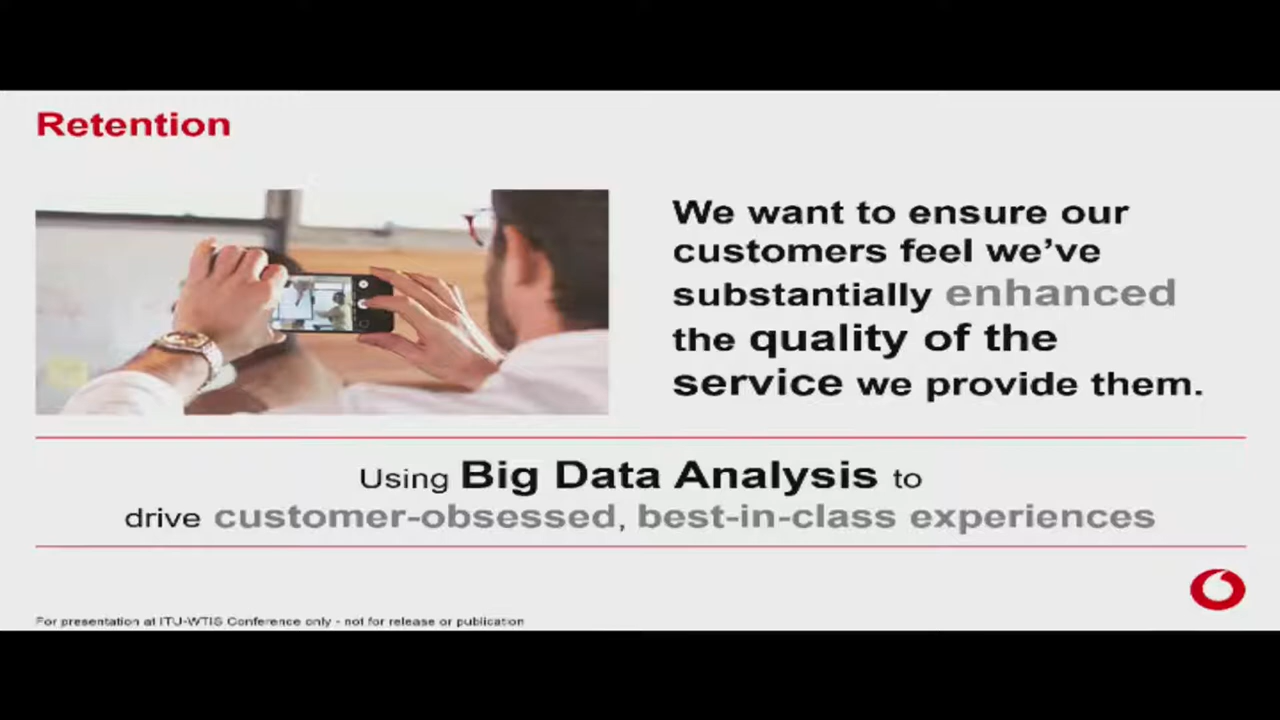 Retention
We want to ensure our
customers feel we’ve
substantially enhanced
the quality of the
service we provide them.
Using Big Data Analysis to
drive customer-obsessed, best-in-class experiences
For presentation at ITU-WTIS Conference only - not for release or publication